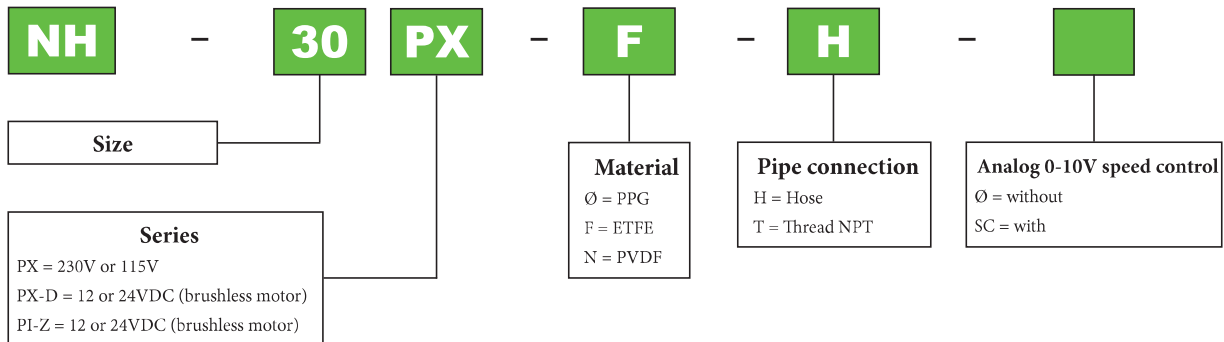 NH - 30 PX - F - H -
Size
Series
PX = 230V or 115V
PX-D = 12 or 24VDC (brushless motor)
PI-Z = 12 or 24VDC (brushless motor)
Material
Ø = PPG
F = ETFE
N = PVDF
Pipe connection
H = Hose
T = Thread NPT
Analog 0-10V speed control
Ø = without
SC = with